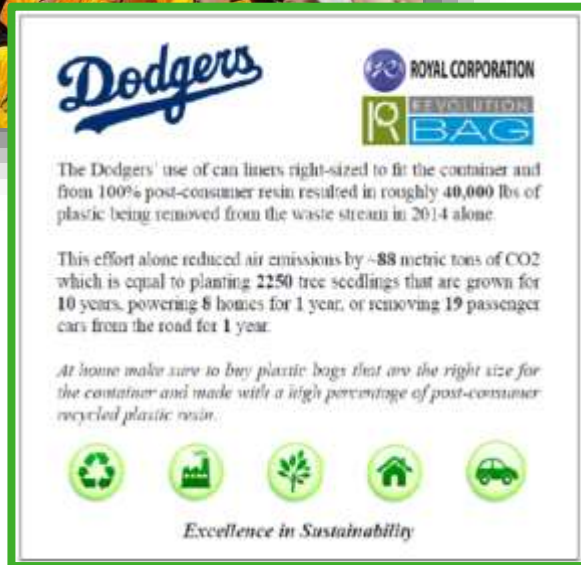 Dodgers
ROYAL CORPORATION
REVOLUTION
R BAG
The Dodgers' use of can liners right-sized to fit the container and
from 100% post-consumer resin resulted in roughly 40,000 lbs of
plastic being removed from the waste stream in 2014 alone.
This effort alone reduced air emissions by ~88 metric tons of CO2
which is equal to planting 2250 tree seedlings that are grown for
10 years, powering 8 homes for 1 year, or removing 19 passenger
cars from the road for 1 year.
At home make sure to buy plastic bags that are the right size for
the container and made with a high percentage of post-consumer
recycled plastic resin.
Excellence in Sustainability